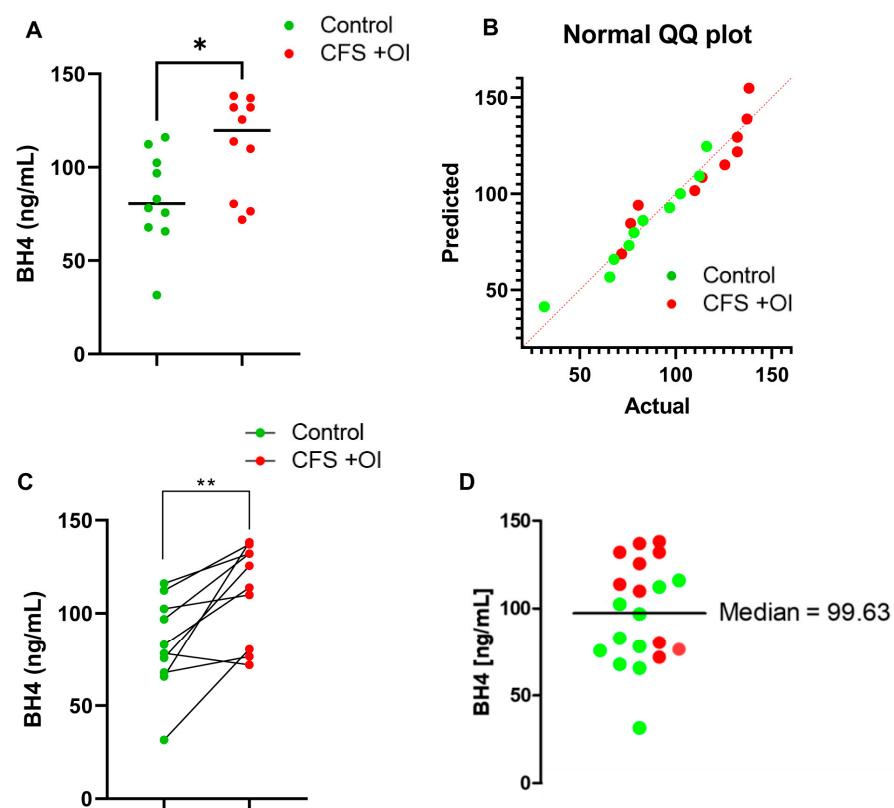 A
Control
CFS +OI
*
BH4 (ng/mL)
150
100
50
0
B
Normal QQ plot
Predicted
150
100
50
Control
CFS +OI
50
100
150
Actual
C
Control
CFS +OI
**
BH4 (ng/mL)
150
100
50
0
D
BH4 [ng/mL]
150
100
50
0
Median = 99.63